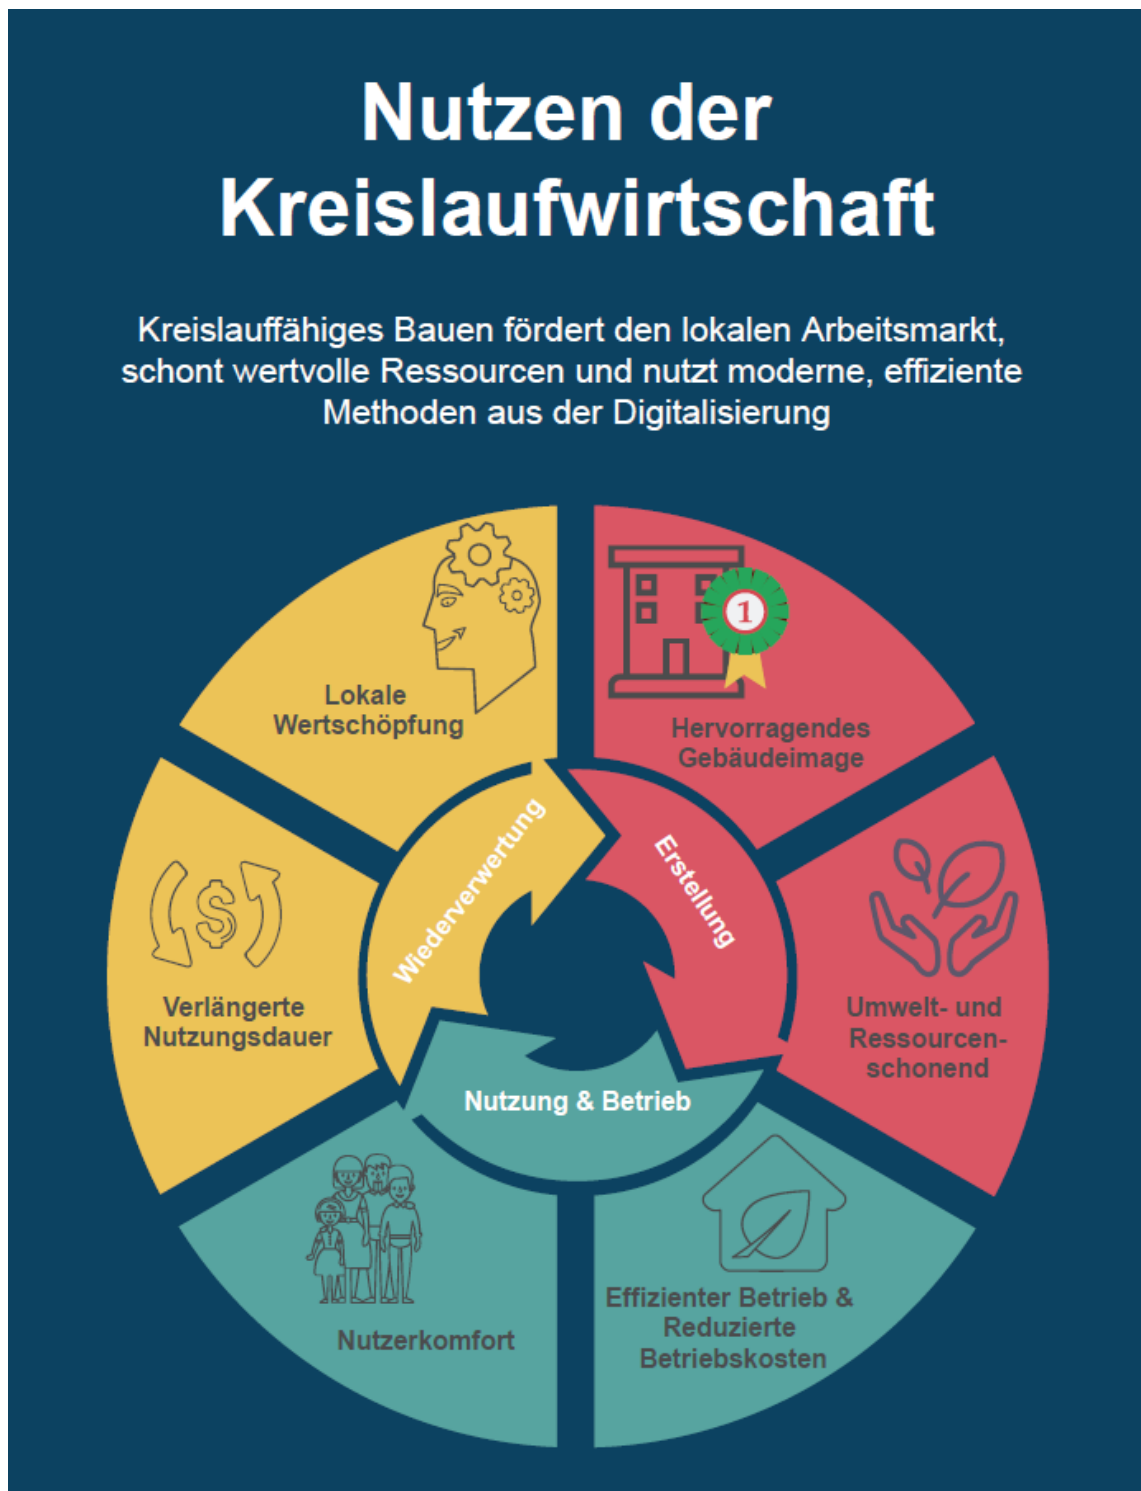 Nutzen der
Kreislaufwirtschaft
Kreislauffähiges Bauen fördert den lokalen Arbeitsmarkt,
schont wertvolle Ressourcen und nutzt moderne, effiziente
Methoden aus der Digitalisierung
Lokale
Wertschöpfung
1
Hervorragendes
Gebäudeimage
Wiederverwertung
Erstellung
$
Verlängerte
Nutzungsdauer
Umwelt- und
Ressourcen-
schonend
Nutzung & Betrieb
Nutzerkomfort
Effizienter Betrieb &
Reduzierte
Betriebskosten